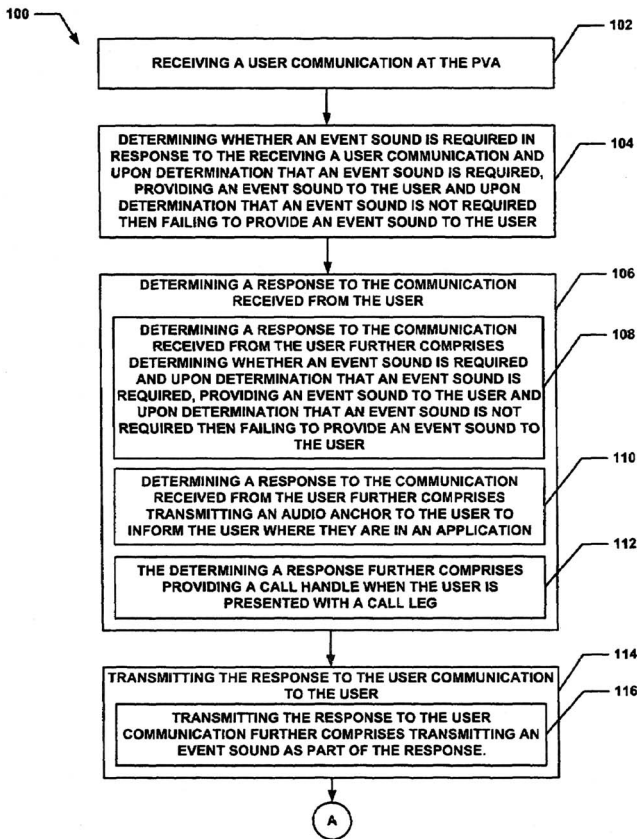 100
102
RECEIVING A USER COMMUNICATION AT THE PVA
104
DETERMINING WHETHER AN EVENT SOUND IS REQUIRED IN
RESPONSE TO THE RECEIVING A USER COMMUNICATION AND
UPON DETERMINATION THAT AN EVENT SOUND IS REQUIRED,
PROVIDING AN EVENT SOUND TO THE USER AND UPON
DETERMINATION THAT AN EVENT SOUND IS NOT REQUIRED
THEN FAILING TO PROVIDE AN EVENT SOUND TO THE USER
106
DETERMINING A RESPONSE TO THE COMMUNICATION
RECEIVED FROM THE USER
108
DETERMINING A RESPONSE TO THE COMMUNICATION
RECEIVED FROM THE USER FURTHER COMPRISES
DETERMINING WHETHER AN EVENT SOUND IS REQUIRED
AND UPON DETERMINATION THAT AN EVENT SOUND IS
REQUIRED, PROVIDING AN EVENT SOUND TO THE USER AND
UPON DETERMINATION THAT AN EVENT SOUND IS NOT
REQUIRED THEN FAILING TO PROVIDE AN EVENT SOUND TO
THE USER
110
DETERMINING A RESPONSE TO THE COMMUNICATION
RECEIVED FROM THE USER FURTHER COMPRISES
TRANSMITTING AN AUDIO ANCHOR TO THE USER TO
INFORM THE USER WHERE THEY ARE IN AN APPLICATION
112
THE DETERMINING A RESPONSE FURTHER COMPRISES
PROVIDING A CALL HANDLE WHEN THE USER IS
PRESENTED WITH A CALL LEG
114
TRANSMITTING THE RESPONSE TO THE USER COMMUNICATION
TO THE USER
116
TRANSMITTING THE RESPONSE TO THE USER
COMMUNICATION FURTHER COMPRISES TRANSMITTING AN
EVENT SOUND AS PART OF THE RESPONSE.
A